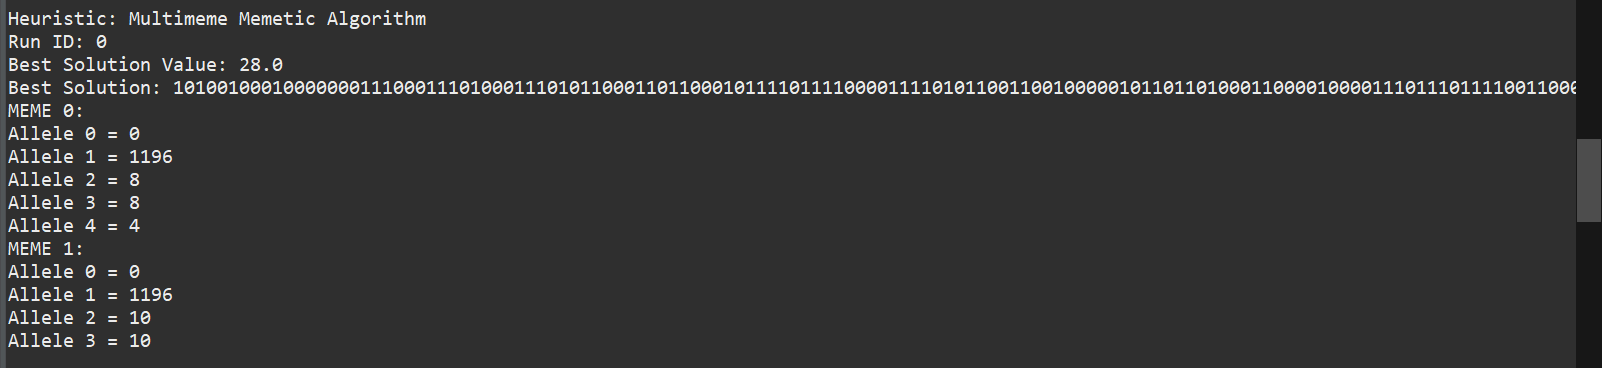 Heuristic: Multimeme Memetic Algorithm
Run ID: 0
Best Solution Value: 28.0
Best Solution: 10100100010000000111000111010001110101100011011000101111011110000111101011001100100000101101101000110000100001110111011110011000
MEME 0:
Allele 0 = 0
Allele 1 = 1196
Allele 2 = 8
Allele 3 = 8
Allele 4 = 4
MEME 1:
Allele 0 = 0
Allele 1 = 1196
Allele 2 = 10
Allele 3 = 10